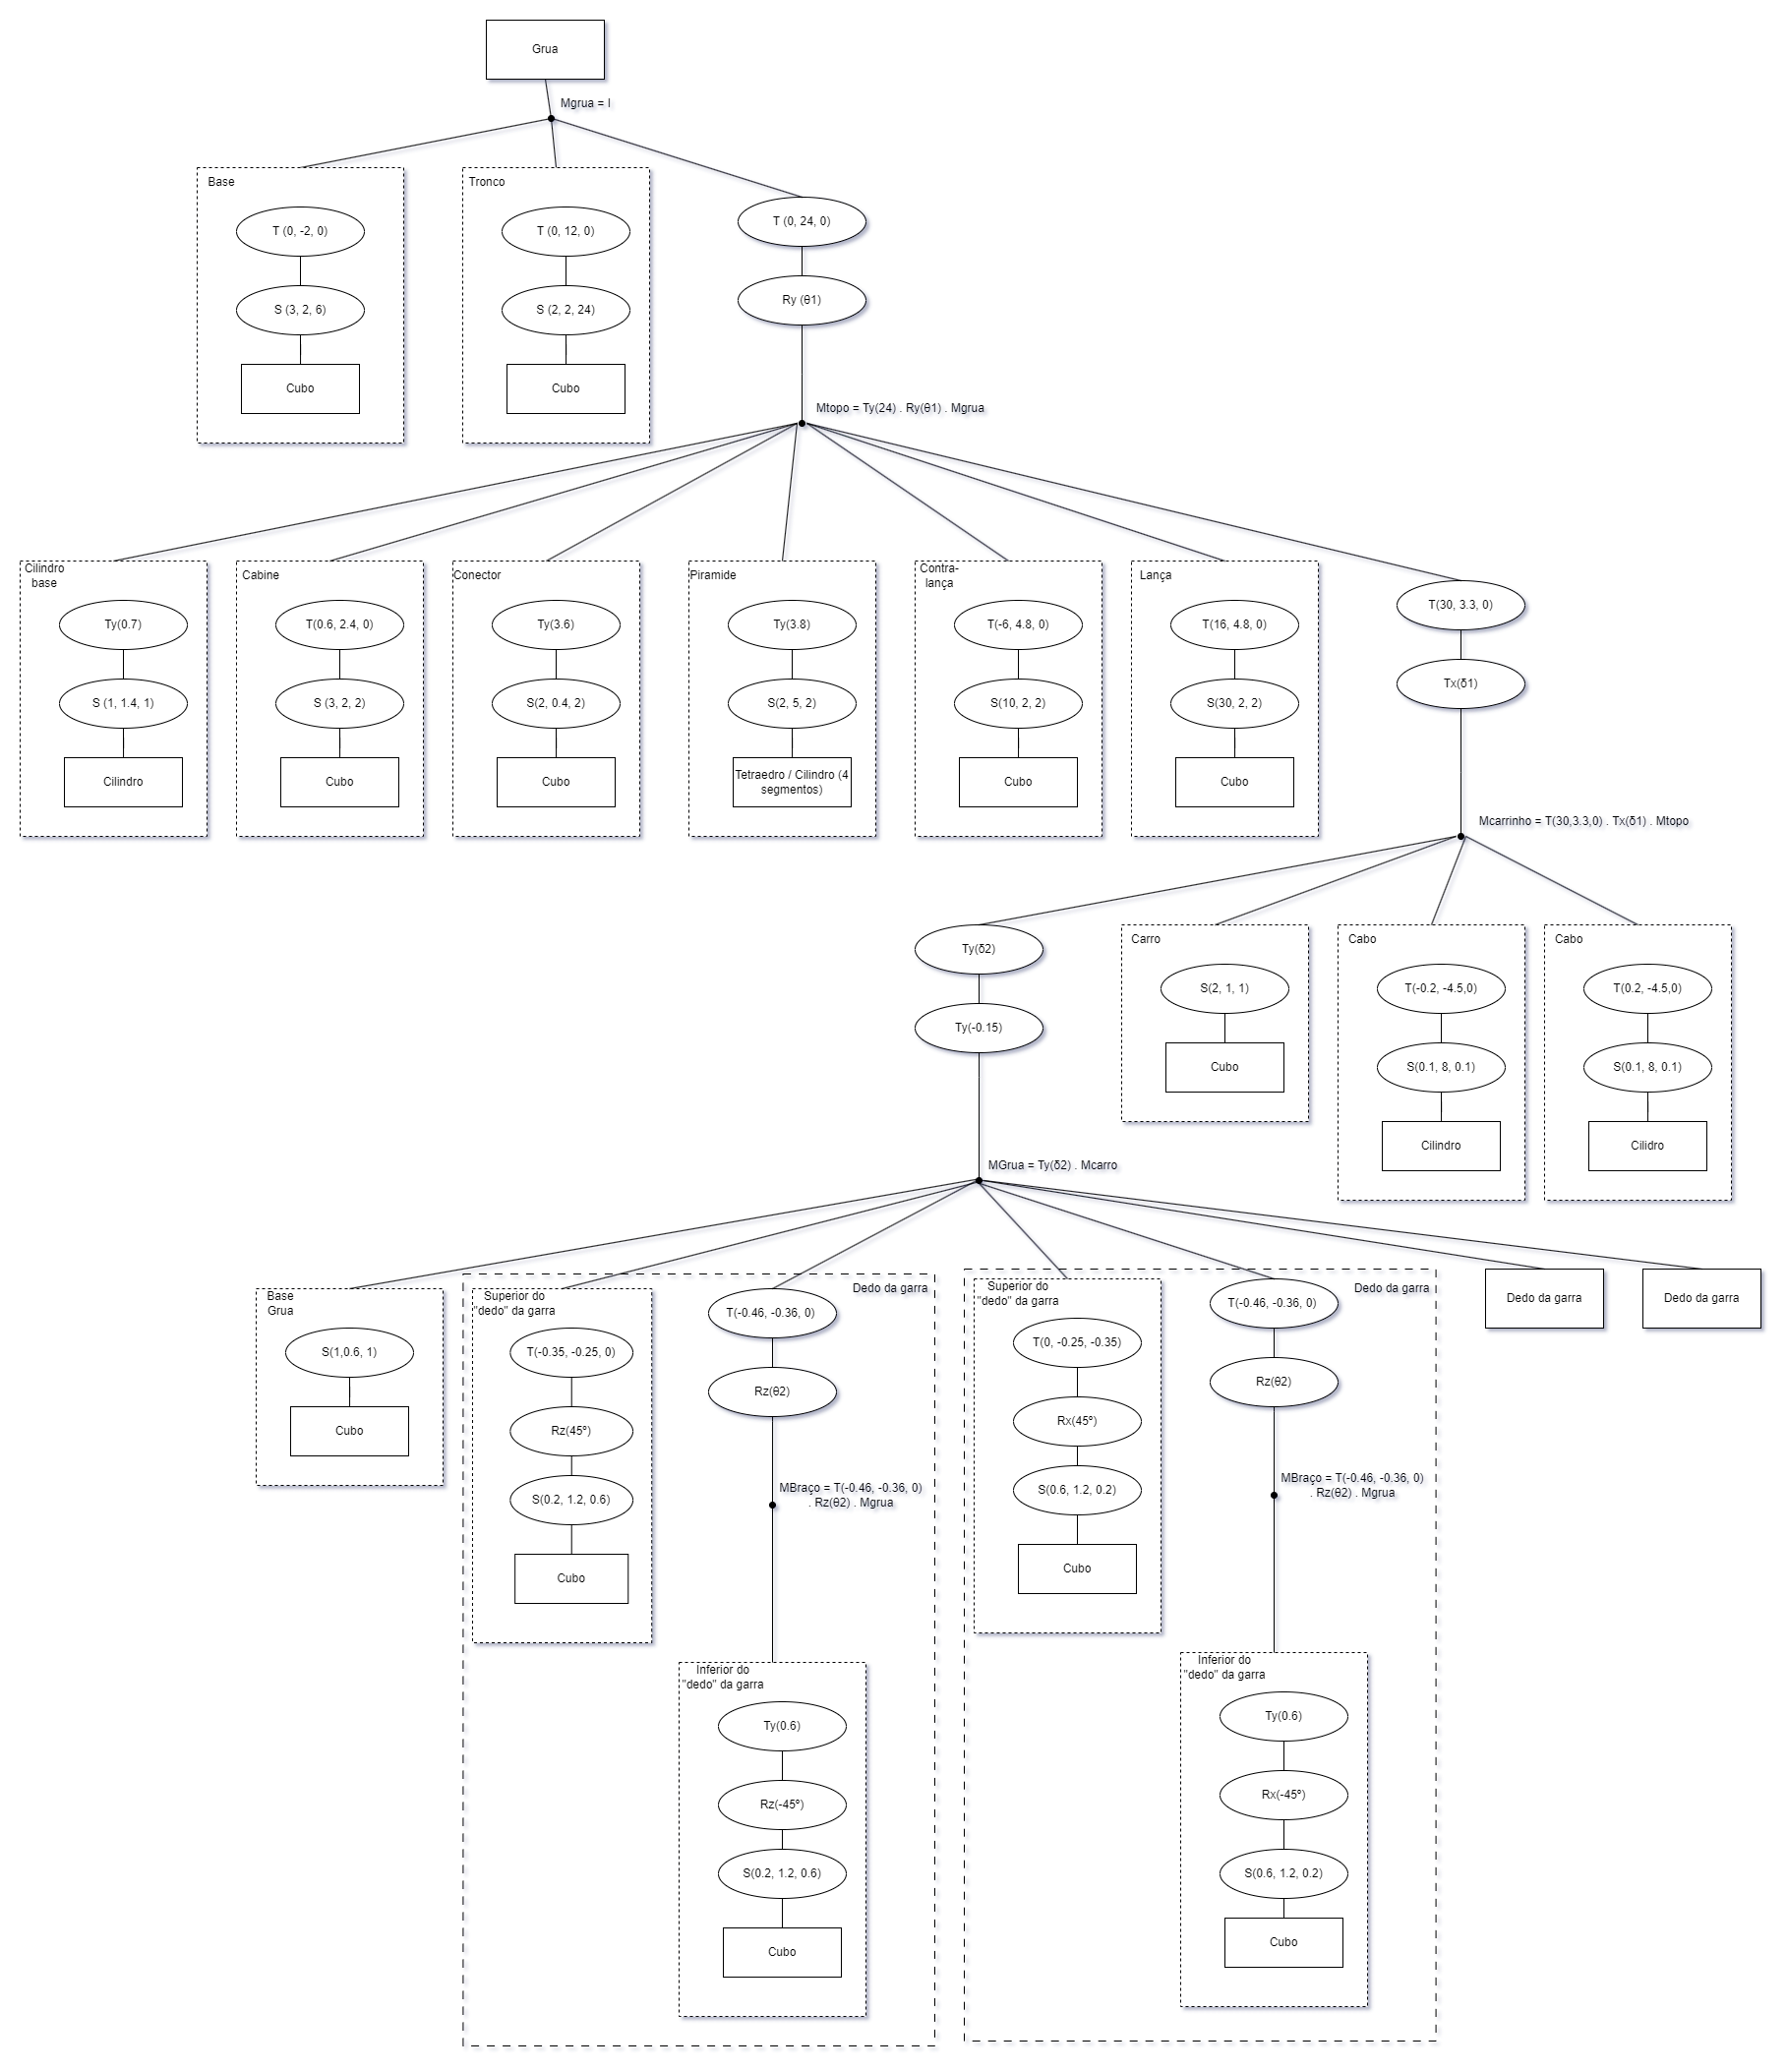 Grua
Mgrua = I
Base
T (0, -2, 0)
S (3, 2, 6)
Cubo
Tronco
T (0, 12, 0)
S (2, 2, 24)
Cubo
T (0, 24, 0)
Ry (θ1)
Mtopo = Ty(24) . Ry(θ1) . Mgrua
Cilindro
base
Ty(0.7)
S (1, 1.4, 1)
Cilindro
Cabine
T(0.6, 2.4, 0)
S (3, 2, 2)
Cubo
Conector
Ty(3.6)
S(2, 0.4, 2)
Cubo
Piramide
Ty(3.8)
S(2, 5, 2)
Tetraedro / Cilindro (4
segmentos)
Contra-
lança
T(-6, 4.8, 0)
S(10, 2, 2)
Cubo
Lança
T(16, 4.8, 0)
S(30, 2, 2)
Cubo
T(30, 3.3, 0)
Tx(δ1)
Mcarrinho = T(30,3.3,0) . Tx(δ1) . Mtopo
Ty(δ2)
Ty(-0.15)
Carro
S(2, 1, 1)
Cubo
Cabo
T(-0.2, -4.5,0)
S(0.1, 8, 0.1)
Cilindro
Cabo
T(0.2, -4.5,0)
S(0.1, 8, 0.1)
Cilidro
MGrua = Ty(δ2) . Mcarro
Base
Grua
S(1,0.6, 1)
Cubo
Dedo da garra
Superior do
"dedo" da garra
T(-0.35, -0.25, 0)
Rz(45º)
S(0.2, 1.2, 0.6)
Cubo
T(-0.46, -0.36, 0)
Rz(θ2)
MBraço = T(-0.46, -0.36, 0)
. Rz(θ2) . Mgrua
Inferior do
"dedo" da garra
Ty(0.6)
Rz(-45º)
S(0.2, 1.2, 0.6)
Cubo
Dedo da garra
Superior do
"dedo" da garra
T(0, -0.25, -0.35)
Rx(45º)
S(0.6, 1.2, 0.2)
Cubo
T(-0.46, -0.36, 0)
Rz(θ2)
MBraço = T(-0.46, -0.36, 0)
. Rz(θ2) . Mgrua
Inferior do
"dedo" da garra
Ty(0.6)
Rx(-45º)
S(0.6, 1.2, 0.2)
Cubo
Dedo da garra
Dedo da garra